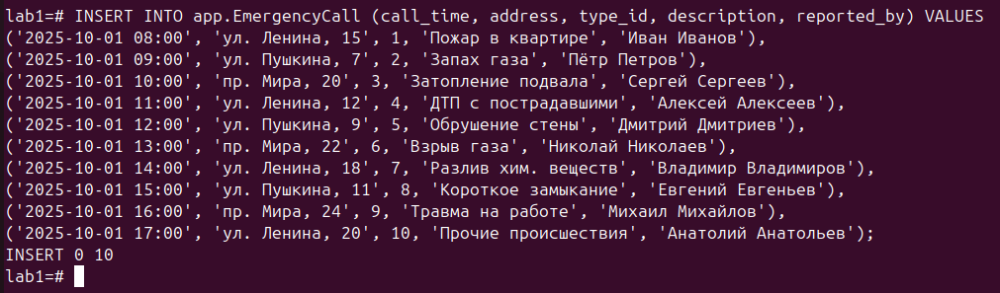 lab1=# INSERT INTO app.EmergencyCall (call_time, address, type_id, description, reported_by) VALUES
('2025-10-01 08:00', 'ул. Ленина, 15', 1, 'Пожар в квартире', 'Иван Иванов'),
('2025-10-01 09:00', 'ул. Пушкина, 7', 2, 'Запах газа', 'Пётр Петров'),
('2025-10-01 10:00', 'пр. Мира, 20', 3, 'Затопление подвала', 'Сергей Сергеев'),
('2025-10-01 11:00', 'ул. Ленина, 12', 4, 'ДТП с пострадавшими', 'Алексей Алексеев'),
('2025-10-01 12:00', 'ул. Пушкина, 9', 5, 'Обрушение стены', 'Дмитрий Дмитриев'),
('2025-10-01 13:00', 'пр. Мира, 22', 6, 'Взрыв газа', 'Николай Николаев'),
('2025-10-01 14:00', 'ул. Ленина, 18', 7, 'Разлив хим. веществ', 'Владимир Владимиров'),
('2025-10-01 15:00', 'ул. Пушкина, 11', 8, 'Короткое замыкание', 'Евгений Евгеньев'),
('2025-10-01 16:00', 'пр. Мира, 24', 9, 'Травма на работе', 'Михаил Михайлов'),
('2025-10-01 17:00', 'ул. Ленина, 20', 10, 'Прочие происшествия', 'Анатолий Анатольев');
INSERT 0 10
lab1=#